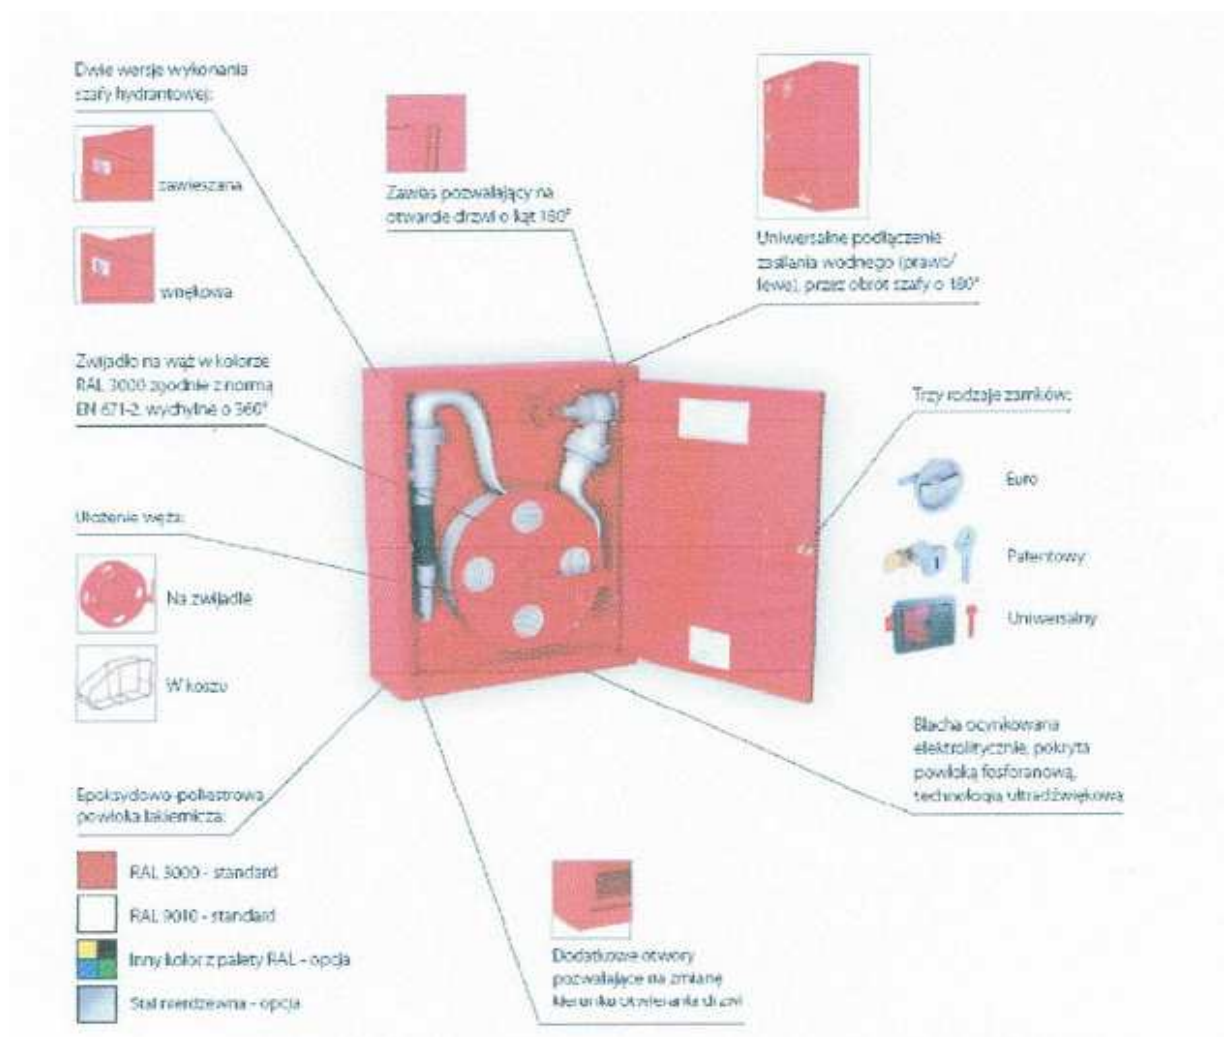 Dwie wersje wykonania
szafy hydrantowej:
zawieszana
wnękowa
Zawias pozwalający na
otwarcie drzwi o kąt 180°
Uniwersalne podłączenie
zasilania wodnego (prawo/
lewo), przez obrót szafy o 180°
Zwijadło na wąż w kolorze
RAL 3000 zgodnie z normą
EN 671-2, wychylne o 360°
Trzy rodzaje zamków:
Euro
Patentowy
Uniwersalny
Ułożenie węża:
Na zwijadle
W koszu
Blacha ocynkowana
elektrolitycznie, pokryta
powłoką fosforanową,
technologia ultradźwiękowa
Epoksydowo-poliestrowa
powłoka lakiernicza:
RAL 3000 - standard
RAL 9010 - standard
Inny kolor z palety RAL - opcja
Stal nierdzewna - opcja
Dodatkowe otwory
pozwalające na zmianę
kierunku otwierania drzwi